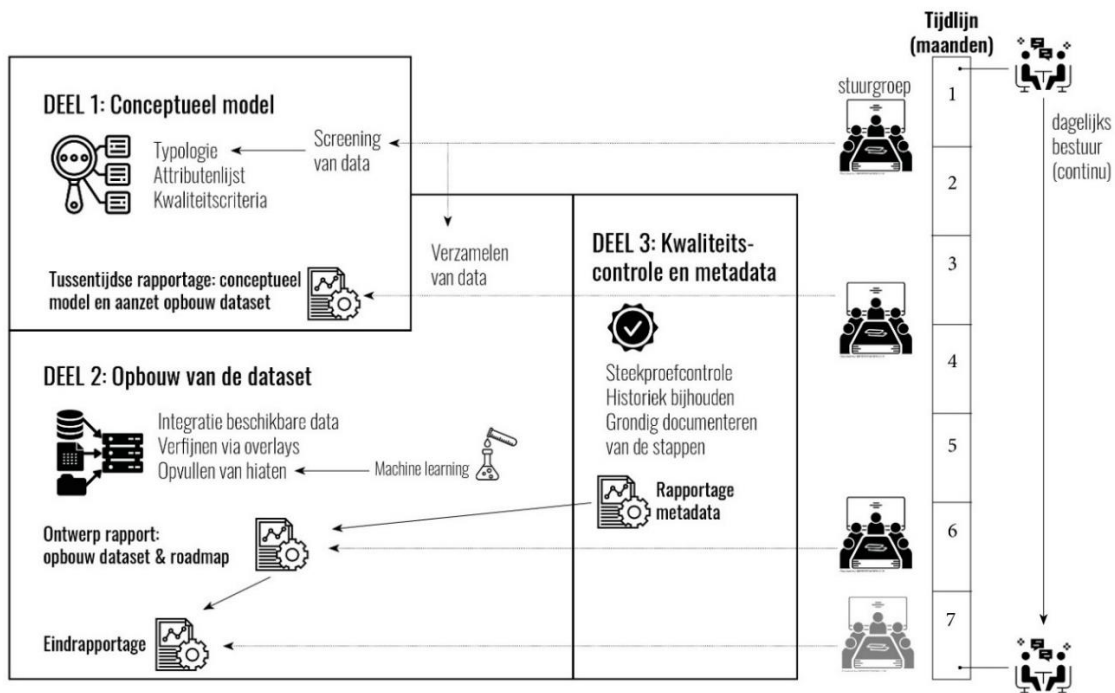 DEEL 1: Conceptueel model
Typologie
Attributenlijst
Kwaliteitscriteria
Screening
van data
Tussentijdse rapportage: conceptueel
model en aanzet opbouw dataset
Verzamelen
van data
DEEL 2: Opbouw van de dataset
Integratie beschikbare data
Verfijnen via overlays
Opvullen van hiaten
Machine learning
Ontwerp rapport:
opbouw dataset & roadmap
Eindrapportage
DEEL 3: Kwaliteits-
controle en metadata
Steekproefcontrole
Historiek bijhouden
Grondig documenteren
van de stappen
Rapportage
metadata
stuurgroep
Tijdlijn
(maanden)
1
2
3
4
5
6
7
dagelijks
bestuur
(continu)